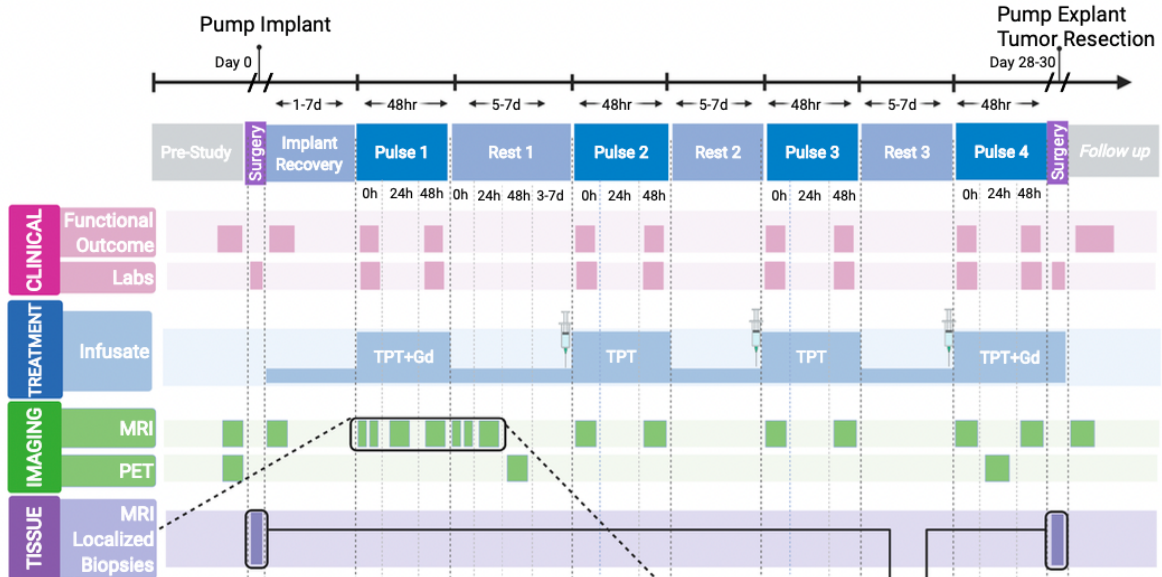 Pump Implant
Pump Explant
Tumor Resection
Day 0
Day 28-30
1-7d
48hr
5-7d
48hr
5-7d
48hr
5-7d
48hr
Pre-Study
Surgery
Implant
Recovery
Pulse 1
Rest 1
Pulse 2
Rest 2
Pulse 3
Rest 3
Pulse 4
Surgery
Follow up
0h 24h 48h 0h 24h 48h 3-7d 0h 24h 48h 0h 24h 48h 0h 24h 48h
CLINICAL
Functional
Outcome
Labs
TREATMENT
Infusate
TPT+Gd
TPT
TPT
TPT+Gd
IMAGING
MRI
PET
TISSUE
MRI
Localized
Biopsies